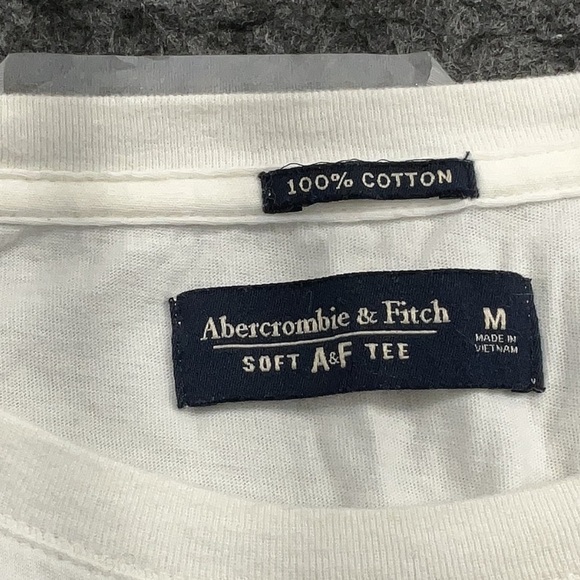 100% COTTON
Abercrombie & Fitch
SOFT A&F TEE
M
MADE IN
VIETNAM